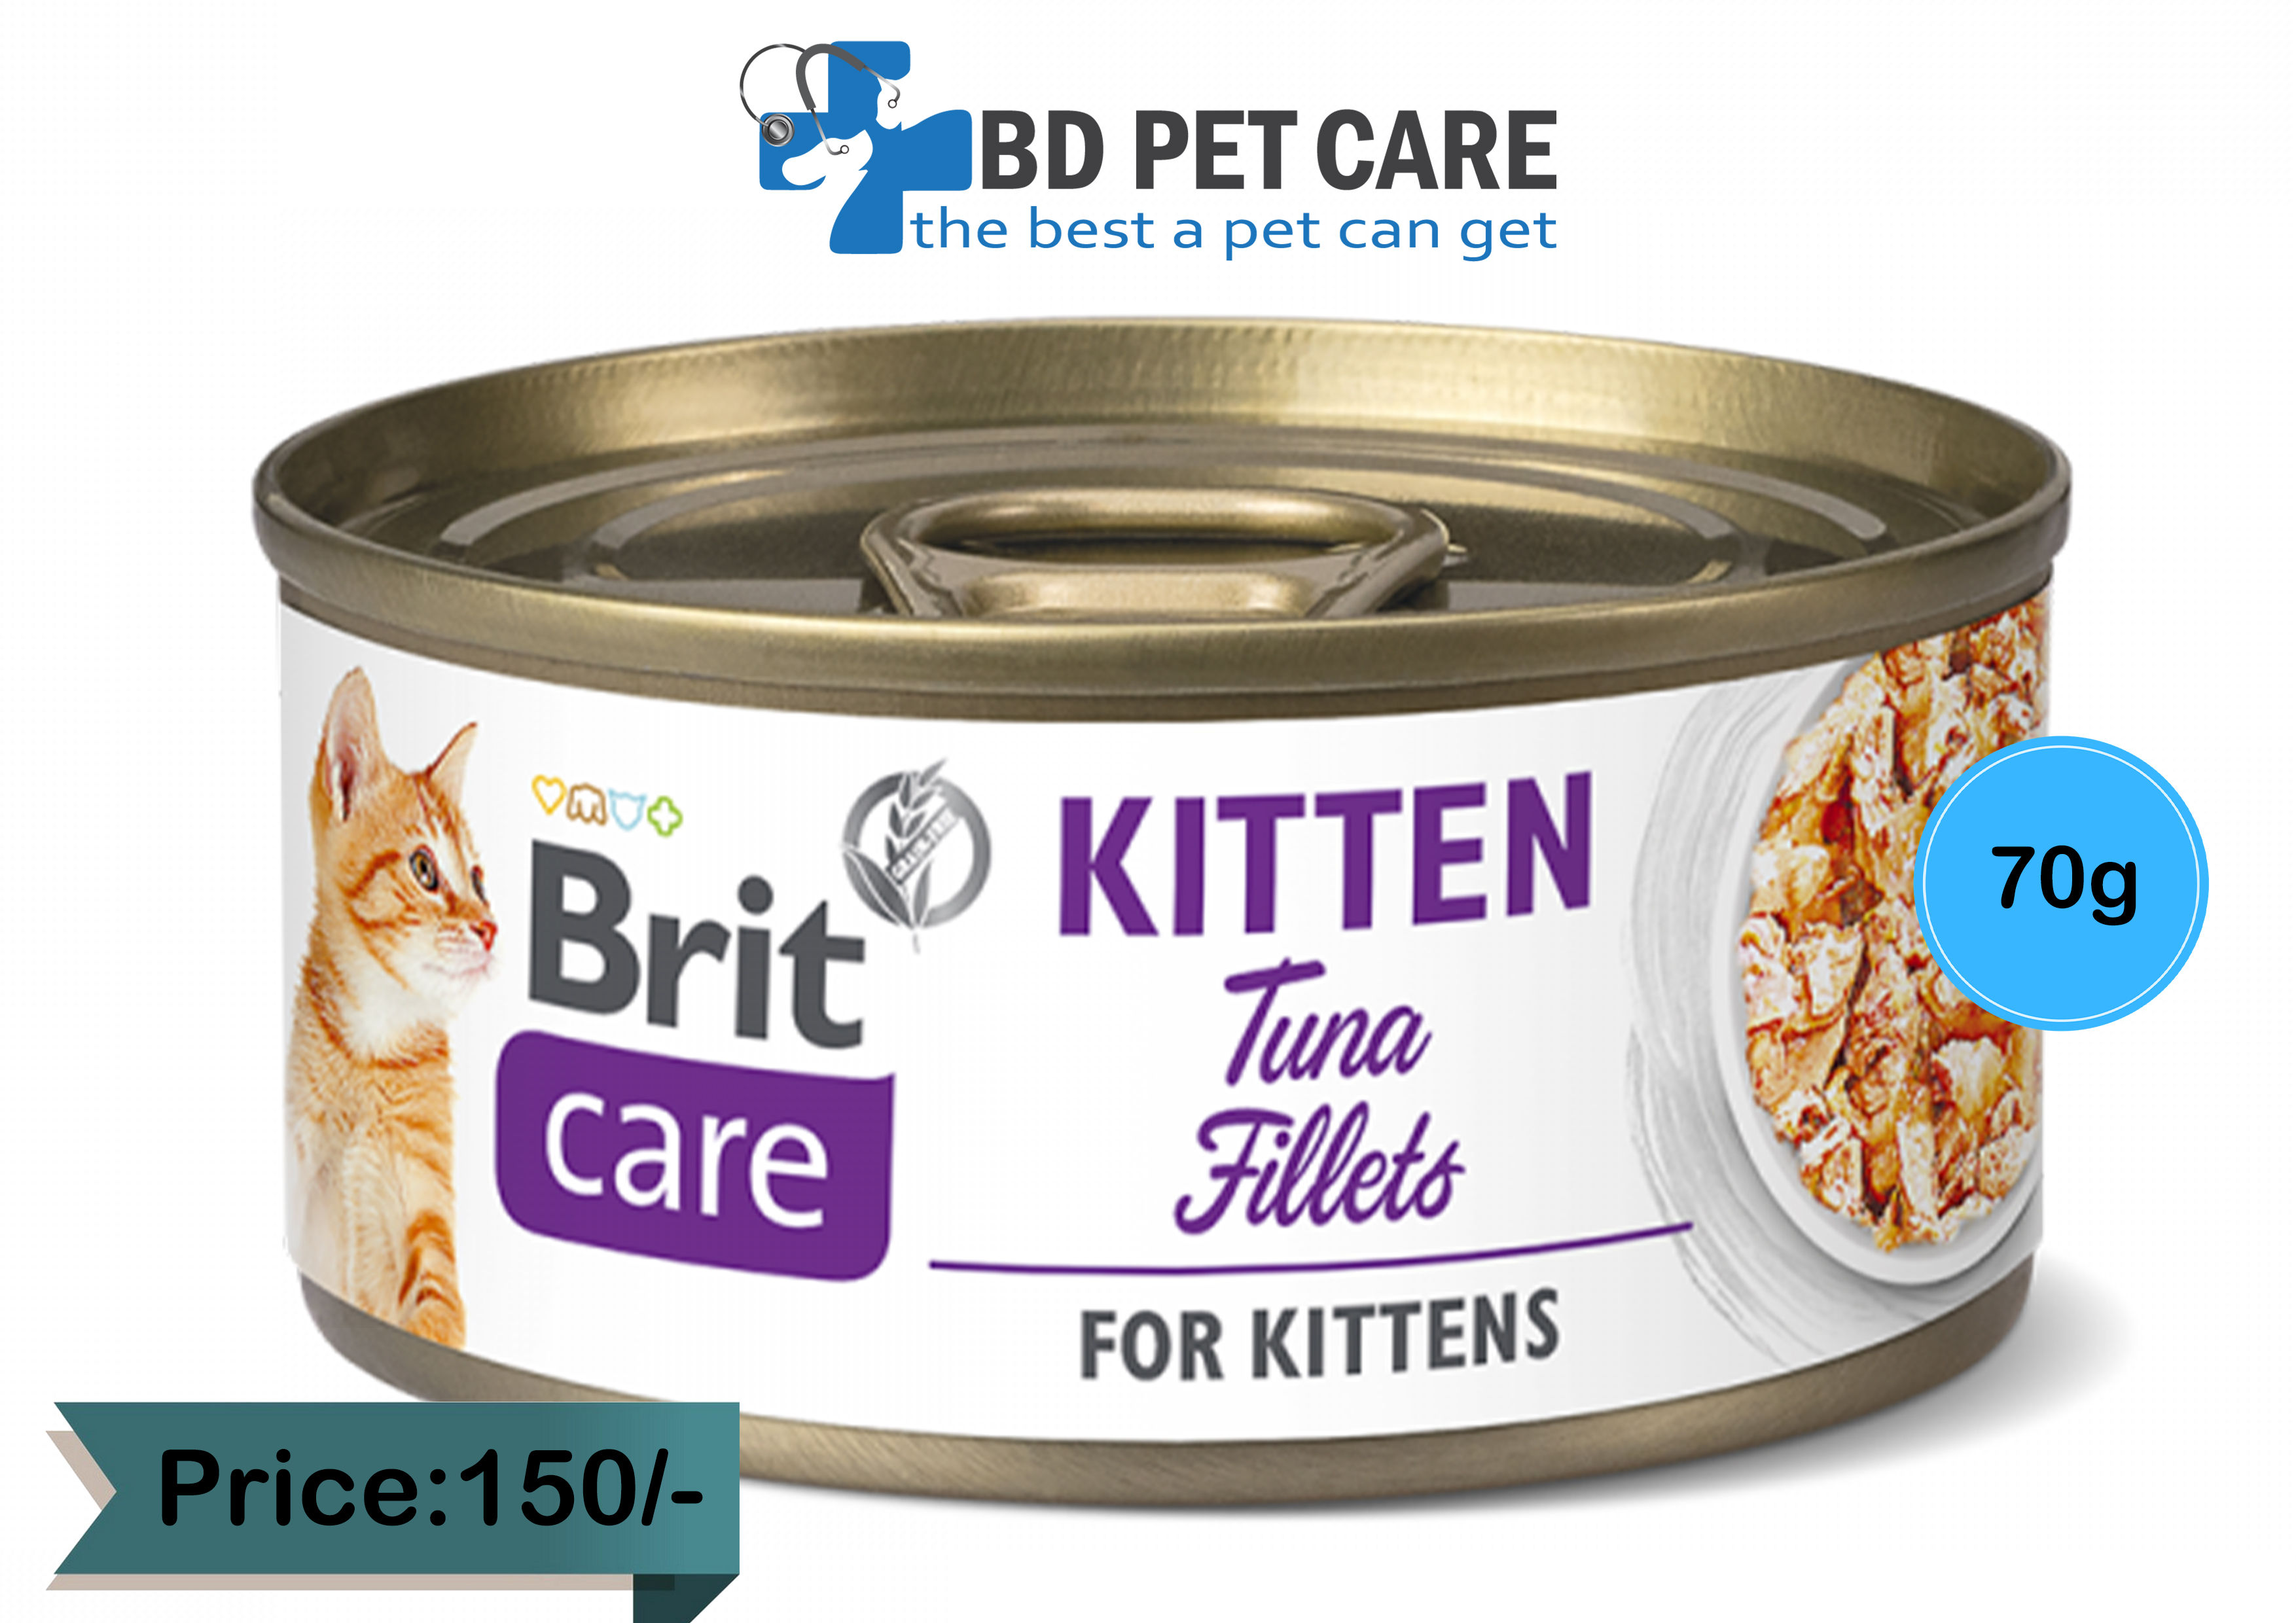 BD PET CARE
the best a pet can get
Brit
care
KITTEN
Tuna
Fillets
FOR KITTENS
70g
Price:150/-